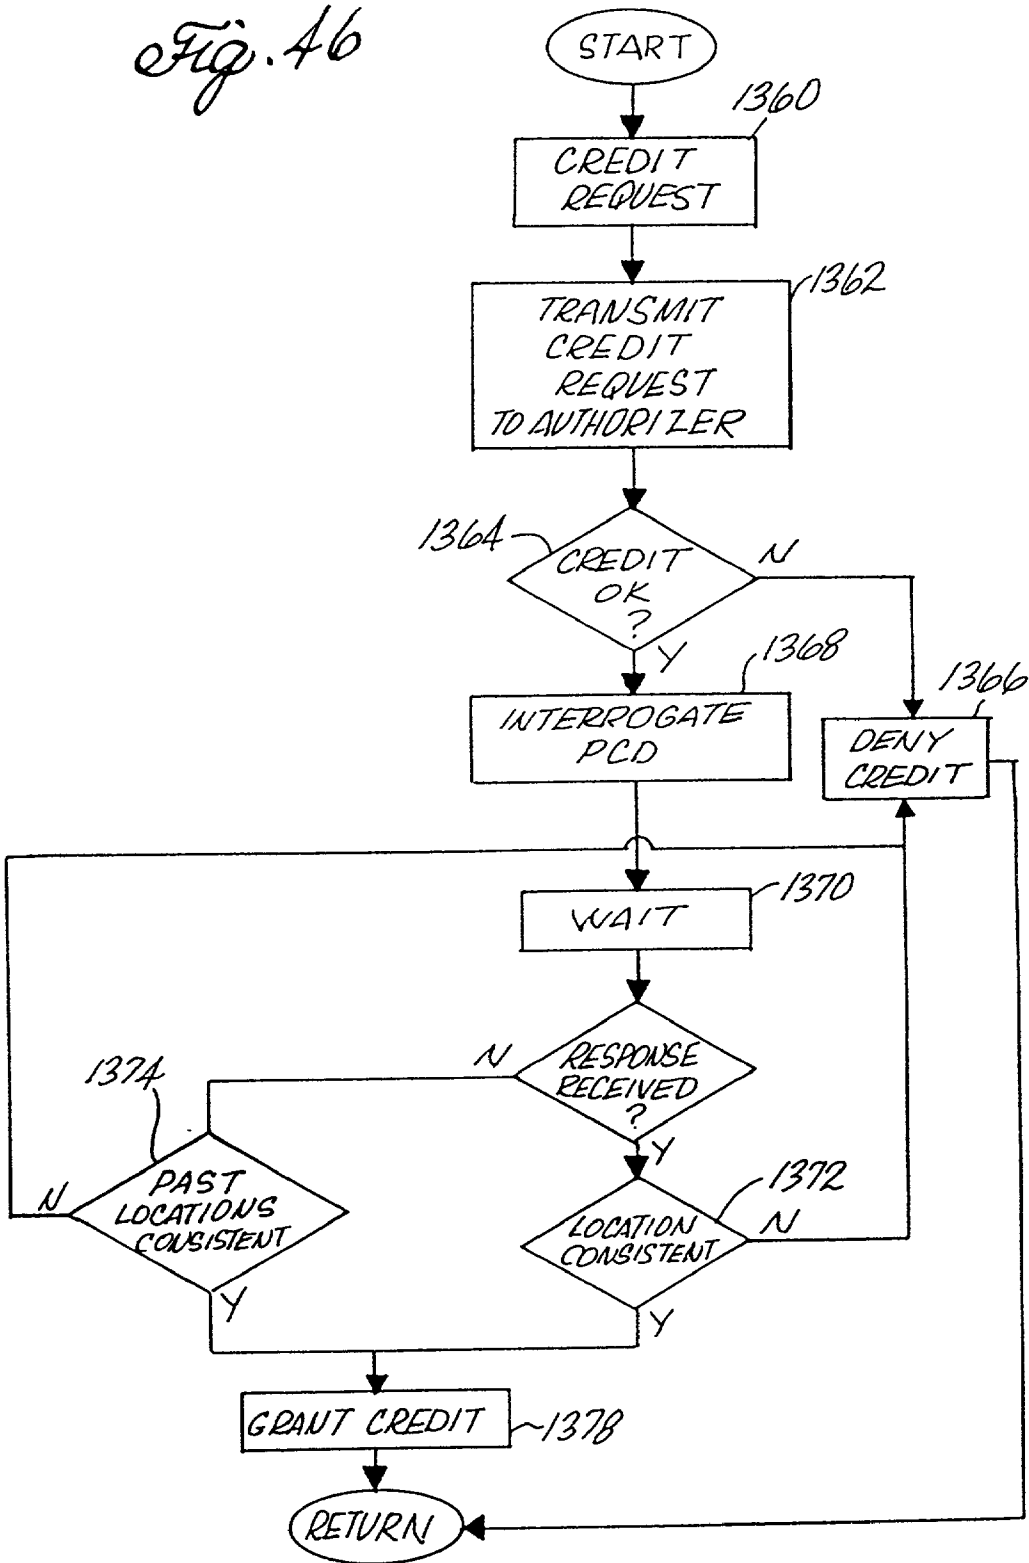 Fig. 46
START
1360
CREDIT
REQUEST
1362
TRANSMIT
CREDIT
REQUEST
TO AUTHORIZER
1364
CREDIT
OK
?
N
Y
1368
INTERROGATE
PCD
1366
DENY
CREDIT
1370
WAIT
N
RESPONSE
RECEIVED
?
Y
1374
PAST
LOCATIONS
CONSISTENT
N
Y
1372
LOCATION
CONSISTENT
N
Y
GRANT CREDIT
1378
RETURN